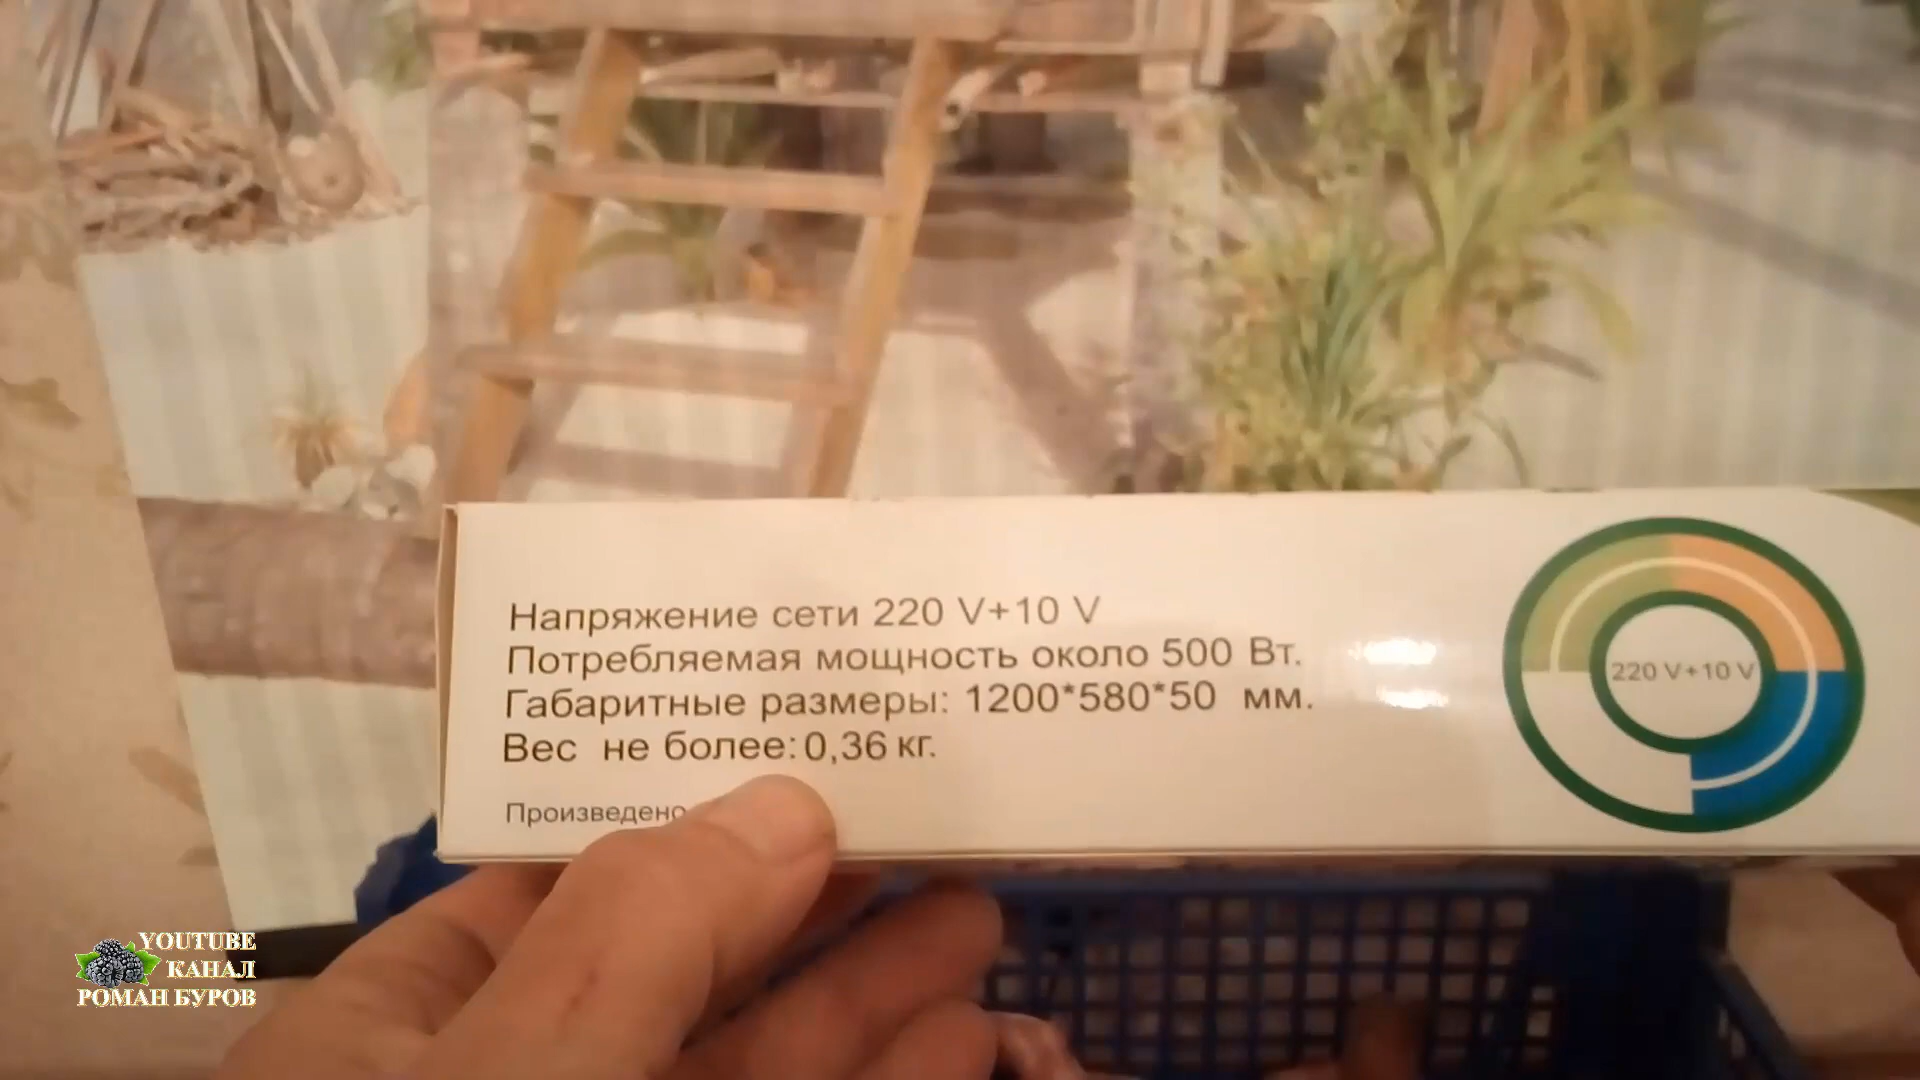 Напряжение сети 220 V+10 V
Потребляемая мощность около 500 Вт.
Габаритные размеры: 1200*580*50 мм.
Вес не более: 0,36 кг.
Произведено
220 V+10 V
YOUTUBE
КАНАЛ
РОМАН БУРОВ